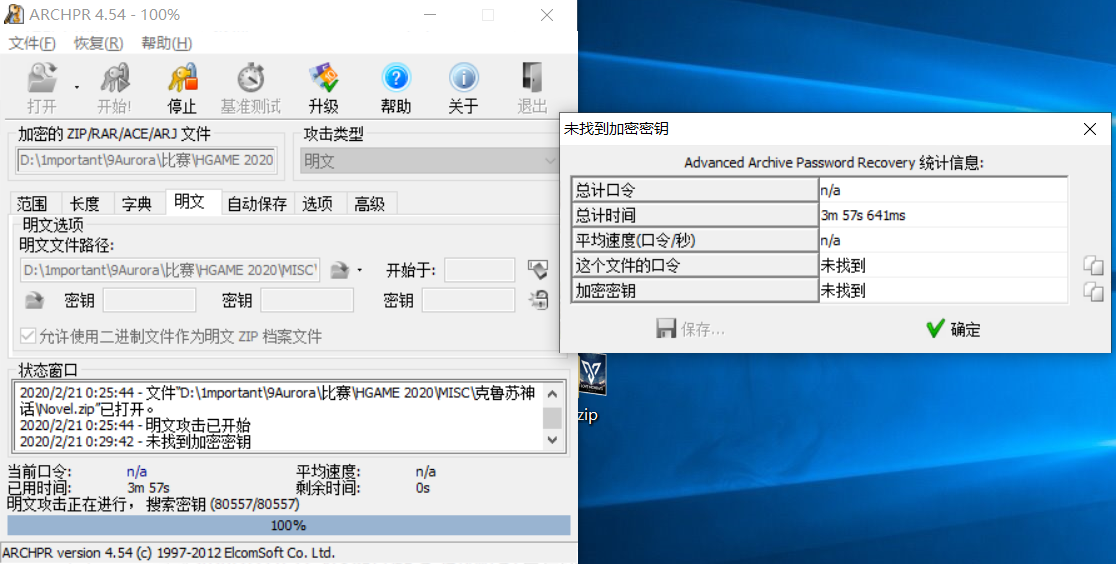 ARCHPR 4.54 - 100%
文件(F) 恢复(R) 帮助(H)
打开 开始! 停止 基准测试 升级 帮助 关于 退出
加密的 ZIP/RAR/ACE/ARJ 文件
D:\1mportant\9Aurora\比赛\HGAME 2020
攻击类型
明文
范围 长度 字典 明文 自动保存 选项 高级
明文选项
明文文件路径:
D:\1mportant\9Aurora\比赛\HGAME 2020\MISC\ 开始于:
密钥 密钥 密钥
允许使用二进制文件作为明文 ZIP 档案文件
状态窗口
2020/2/21 0:25:44 - 文件"D:\1mportant\9Aurora\比赛\HGAME 2020\MISC\克鲁苏神
话\Novel.zip"已打开。
2020/2/21 0:25:44 - 明文攻击已开始
2020/2/21 0:29:42 - 未找到加密密钥
当前口令: n/a 平均速度: n/a
已用时间: 3m 57s 剩余时间: 0s
明文攻击正在进行，搜索密钥 (80557/80557)
100%
ARCHPR version 4.54 (c) 1997-2012 ElcomSoft Co. Ltd.
未找到加密密钥
Advanced Archive Password Recovery 统计信息:
总计口令 n/a
总计时间 3m 57s 641ms
平均速度(口令/秒) n/a
这个文件的口令 未找到
加密密钥 未找到
保存... 确定
zip